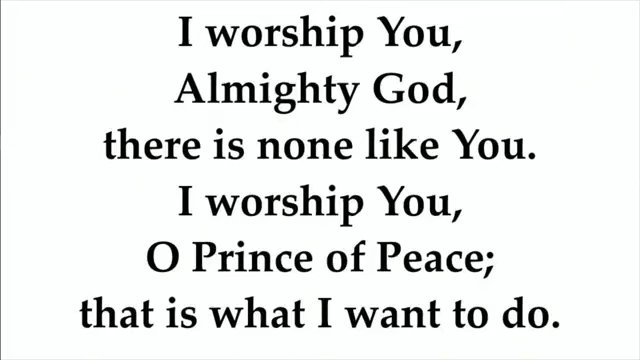 I worship You,
Almighty God,
there is none like You.
I worship You,
O Prince of Peace;
that is what I want to do.